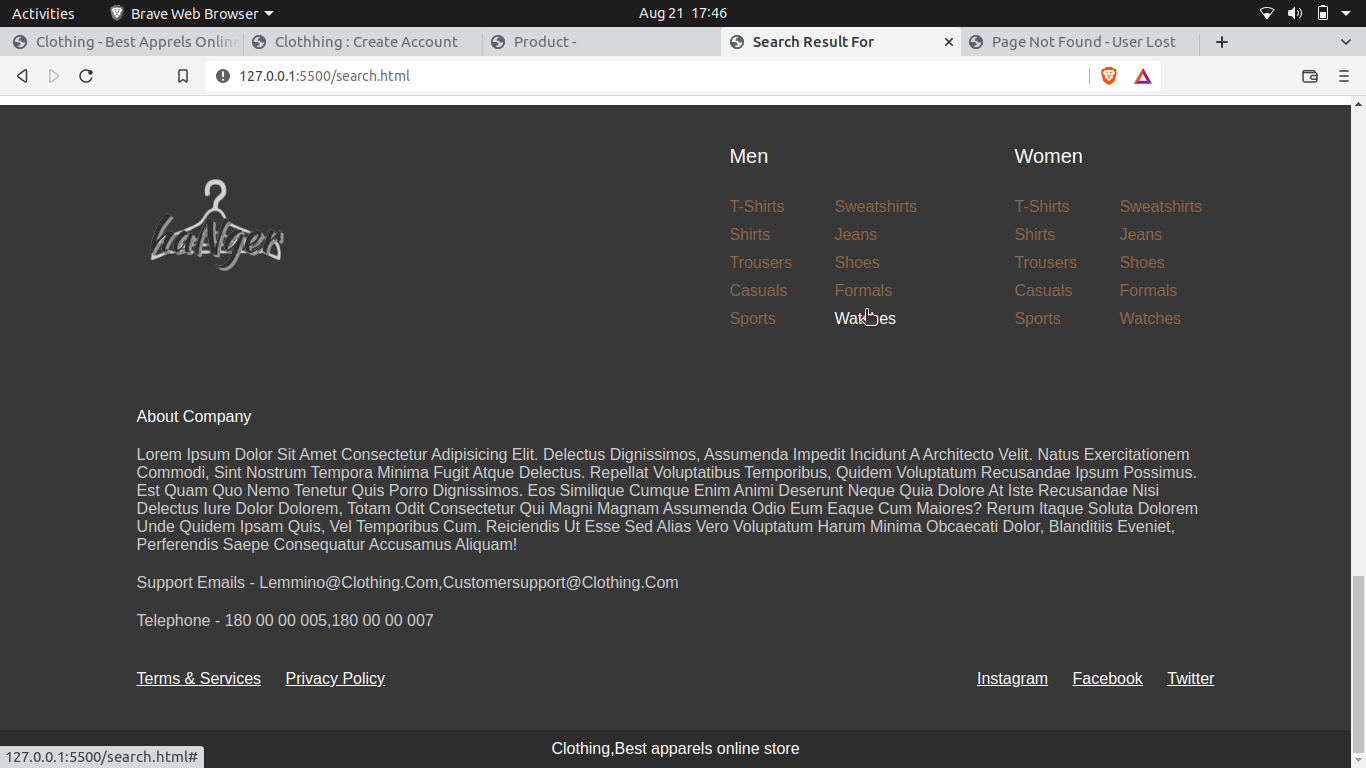 Activities Brave Web Browser Aug 21 17:46
Clothing - Best Apprels Online Clothhing : Create Account Product - Search Result For Page Not Found - User Lost
127.0.0.1:5500/search.html
Men Women
haNger
T-Shirts Sweatshirts T-Shirts Sweatshirts
Shirts Jeans Shirts Jeans
Trousers Shoes Trousers Shoes
Casuals Formals Casuals Formals
Sports Watches Sports Watches
About Company
Lorem Ipsum Dolor Sit Amet Consectetur Adipisicing Elit. Delectus Dignissimos, Assumenda Impedit Incidunt A Architecto Velit. Natus Exercitationem
Commodi, Sint Nostrum Tempora Minima Fugit Atque Delectus. Repellat Voluptatibus Temporibus, Quidem Voluptatum Recusandae Ipsum Possimus.
Est Quam Quo Nemo Tenetur Quis Porro Dignissimos. Eos Similique Cumque Enim Animi Deserunt Neque Quia Dolore At Iste Recusandae Nisi
Delectus Iure Dolor Dolorem, Totam Odit Consectetur Qui Magni Magnam Assumenda Odio Eum Eaque Cum Maiores? Rerum Itaque Soluta Dolorem
Unde Quidem Ipsam Quis, Vel Temporibus Cum. Reiciendis Ut Esse Sed Alias Vero Voluptatum Harum Minima Obcaecati Dolor, Blanditiis Eveniet,
Perferendis Saepe Consequatur Accusamus Aliquam!
Support Emails - Lemmino@Clothing.Com,Customersupport@Clothing.Com
Telephone - 180 00 00 005,180 00 00 007
Terms & Services Privacy Policy Instagram Facebook Twitter
Clothing,Best apparels online store
127.0.0.1:5500/search.html#